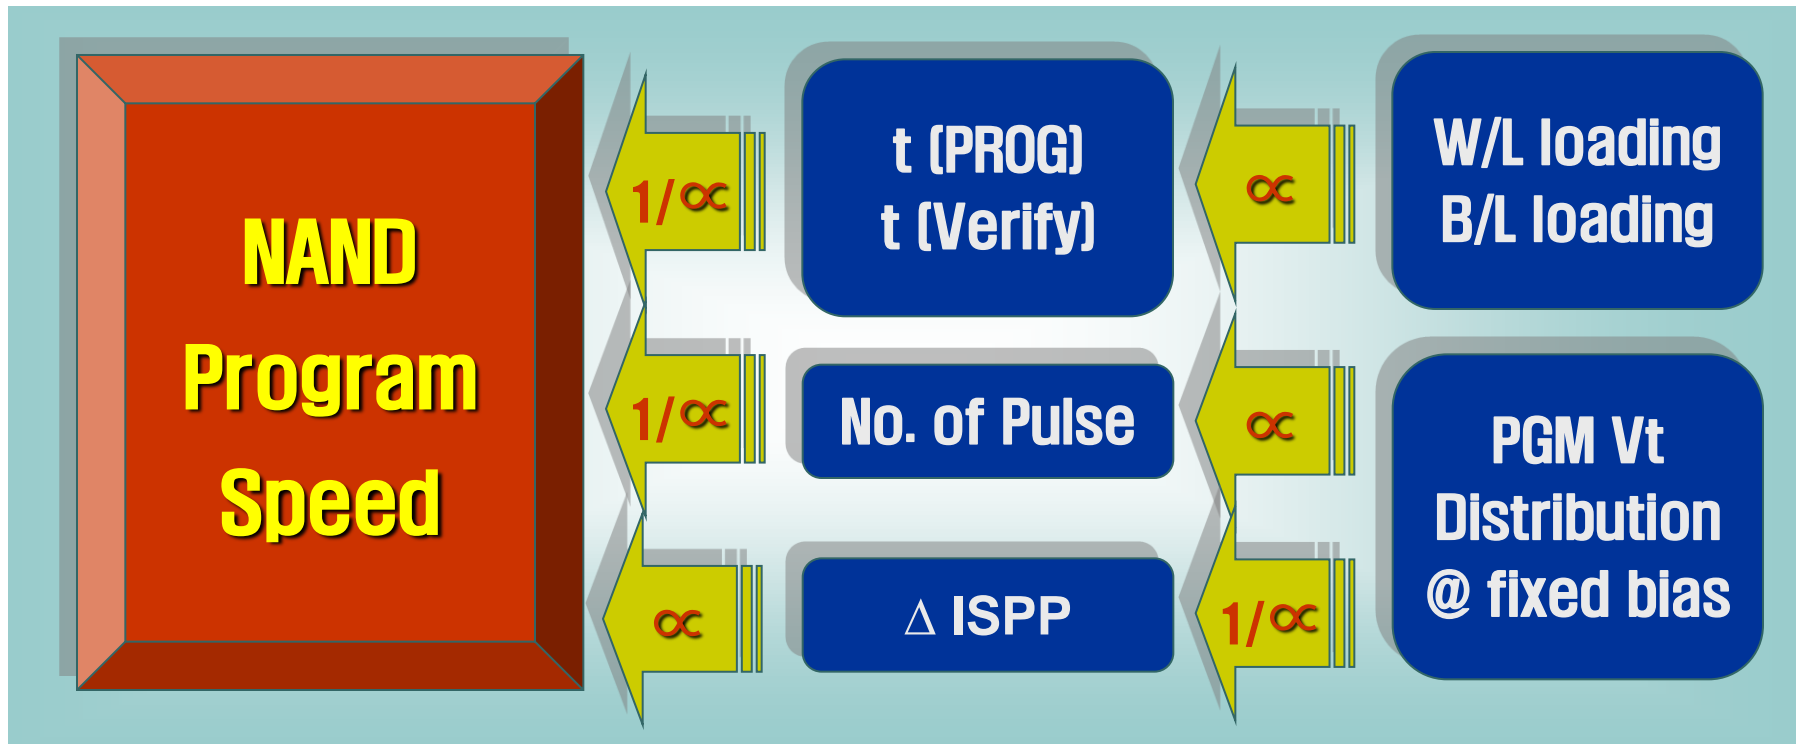 NAND
Program
Speed
1/∝
t (PROG)
t (Verify)
∝
W/L loading
B/L loading
1/∝
No. of Pulse
∝
PGM Vt
Distribution
@ fixed bias
∝
Δ ISPP
1/∝